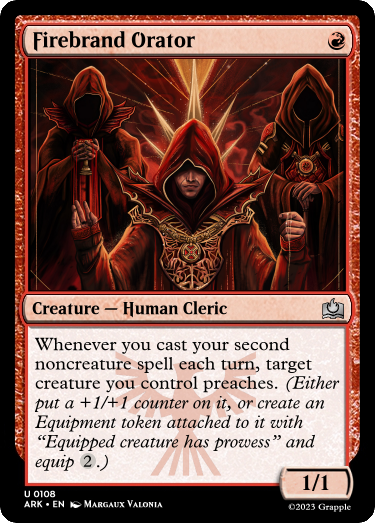 Firebrand Orator
Creature — Human Cleric
Whenever you cast your second
noncreature spell each turn, target
creature you control preaches. (Either
put a +1/+1 counter on it, or create an
Equipment token attached to it with
“Equipped creature has prowess” and
equip 2.)
1/1
U 0108
ARK • EN Margaux Valonia
©2023 Grapple